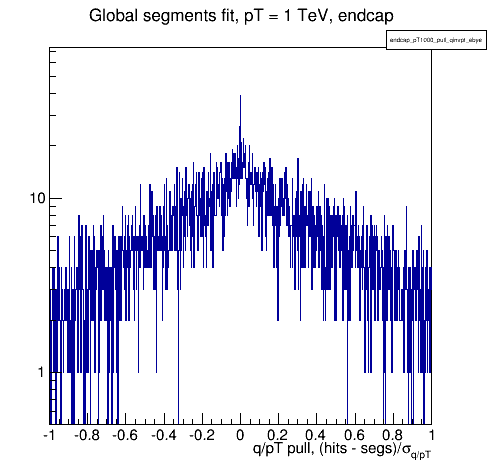 Global segments fit, pT = 1 TeV, endcap
endcap_pT1000_pull_qinvpt_ebye
10
1
-1 -0.8 -0.6 -0.4 -0.2 0 0.2 0.4 0.6 0.8 1
q/pT pull, (hits - segs)/σq/pT